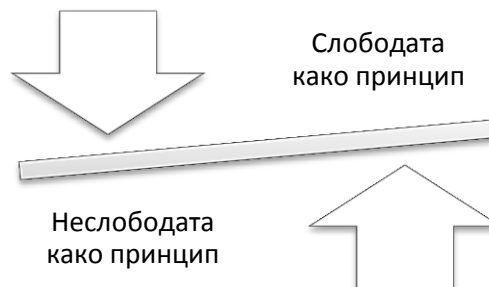 Слободата
како принцип
Неслободата
како принцип